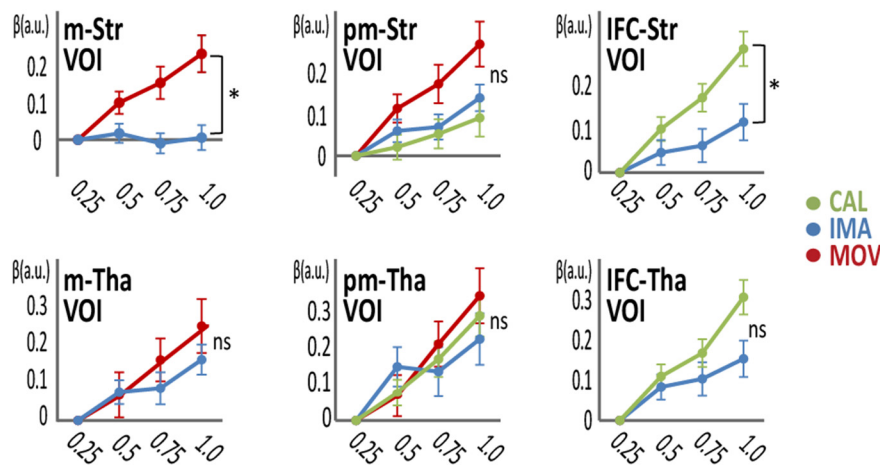 β(a.u.)
m-Str
VOI
0.2
0.1
0
*
0.25 0.5 0.75 1.0
β(a.u.)
pm-Str
VOI
0.2
0.1
0
ns
0.25 0.5 0.75 1.0
β(a.u.)
IFC-Str
VOI
0.2
0.1
0
*
0.25 0.5 0.75 1.0
CAL
IMA
MOV
β(a.u.)
m-Tha
VOI
0.3
0.2
0.1
0
ns
0.25 0.5 0.75 1.0
β(a.u.)
pm-Tha
VOI
0.3
0.2
0.1
0
ns
0.25 0.5 0.75 1.0
β(a.u.)
IFC-Tha
VOI
0.3
0.2
0.1
0
ns
0.25 0.5 0.75 1.0